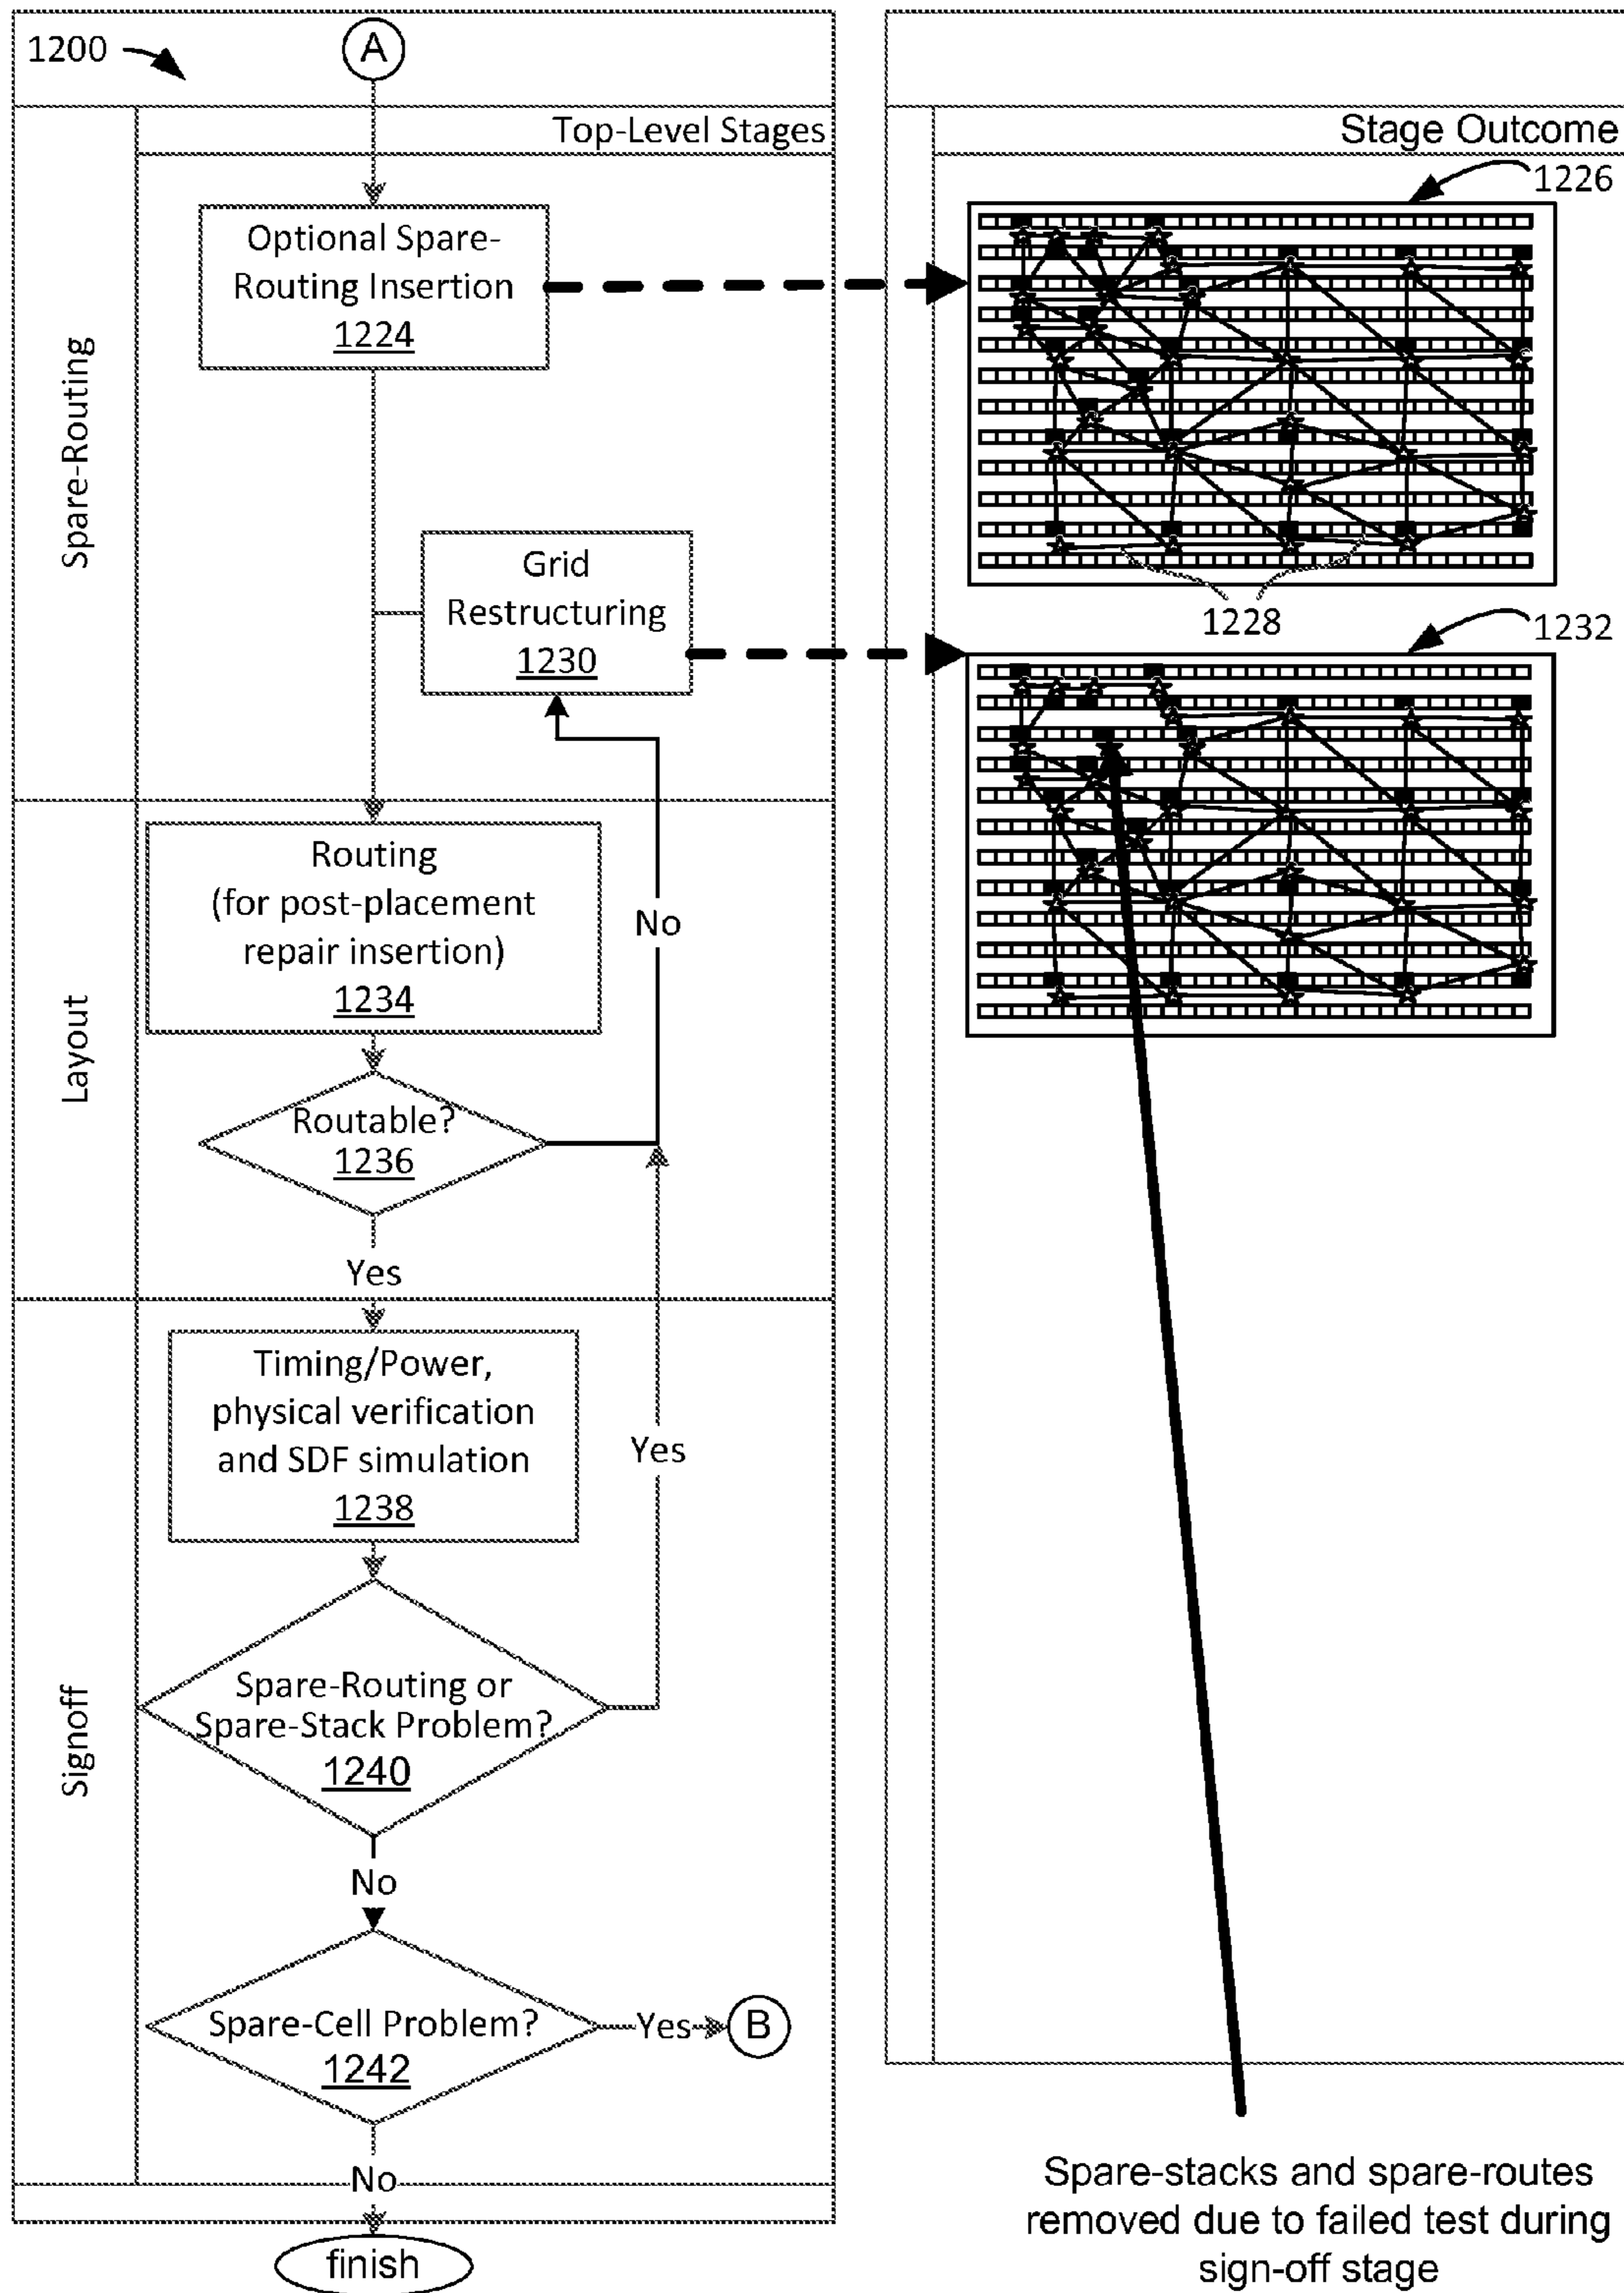 1200
A
Top-Level Stages
Stage Outcome
Spare-Routing
Optional Spare-
Routing Insertion
1224
1226
1228
Grid
Restructuring
1230
1232
Layout
Routing
(for post-placement
repair insertion)
1234
No
Routable?
1236
Yes
Signoff
Timing/Power,
physical verification
and SDF simulation
1238
Yes
Spare-Routing or
Spare-Stack Problem?
1240
No
Spare-Cell Problem?
1242
Yes
B
No
finish
Spare-stacks and spare-routes
removed due to failed test during
sign-off stage